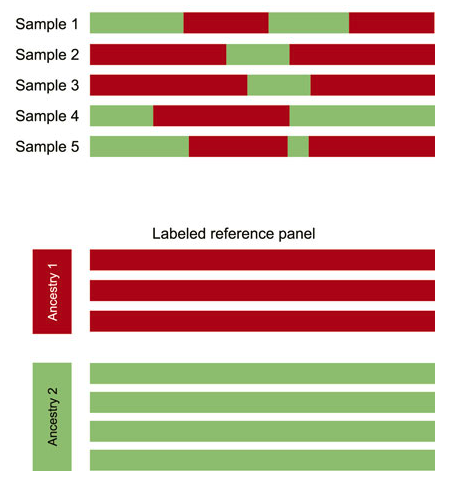 Sample 1
Sample 2
Sample 3
Sample 4
Sample 5
Labeled reference panel
Ancestry 1
Ancestry 2